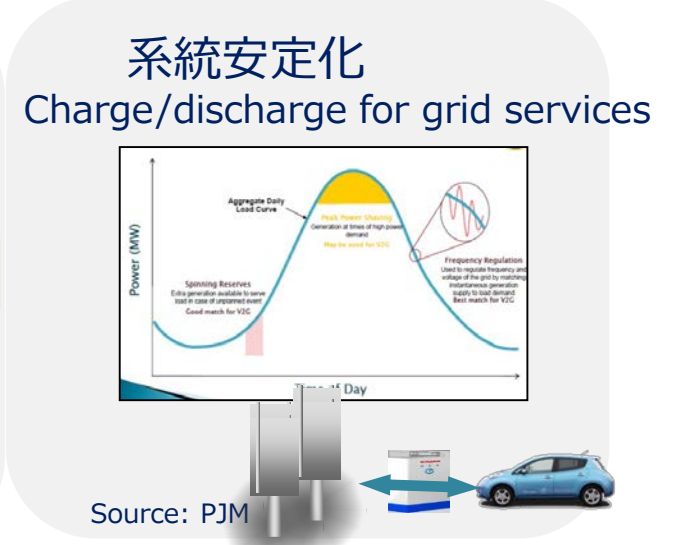 系統安定化
Charge/discharge for grid services
Aggregate Daily
Load Curve
Peak Power Shaving
Generation at times of high power
demand
May be used for V2G
Power (MW)
Frequency Regulation
Used to regulate frequency and
voltage of the grid by matching
instantaneous generation
supply to load demand
Best match for V2G
Spinning Reserves
Extra generation available to serve
load in case of unplanned event
Good match for V2G
Time of Day
Source: PJM